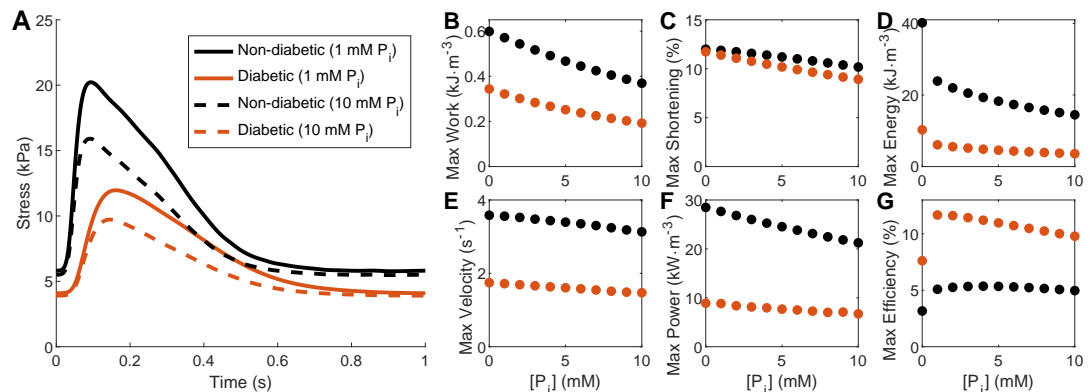 A
25
20
15
10
5
0
Stress (kPa)
0
0.2
0.4
0.6
0.8
1
Time (s)
Non-diabetic (1 mM Pi)
Diabetic (1 mM Pi)
Non-diabetic (10 mM Pi)
Diabetic (10 mM Pi)
B
0.6
0.4
0.2
0
Max Work (kJ·m-3)
0
5
10
C
15
10
5
0
Max Shortening (%)
0
5
10
D
40
20
0
Max Energy (kJ·m-3)
0
5
10
E
4
2
0
Max Velocity (s-1)
0
5
10
[Pi] (mM)
F
30
20
10
0
Max Power (kW·m-3)
0
5
10
[Pi] (mM)
G
10
5
0
Max Efficiency (%)
0
5
10
[Pi] (mM)